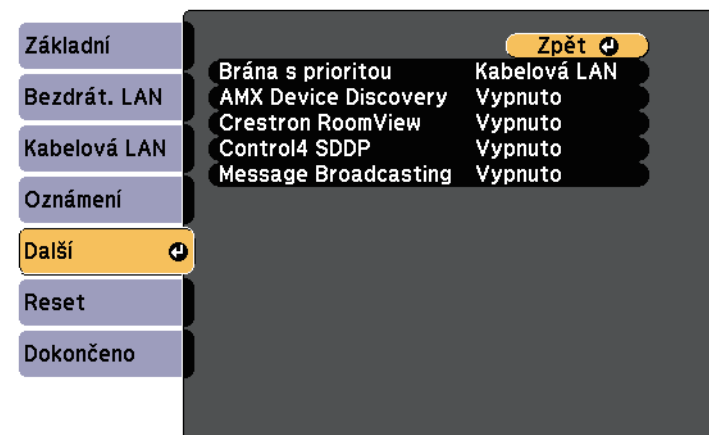 Základní
Bezdrát. LAN
Kabelová LAN
Oznámení
Další
Reset
Dokončeno
Zpět
Brána s prioritou Kabelová LAN
AMX Device Discovery Vypnuto
Crestron RoomView Vypnuto
Control4 SDDP Vypnuto
Message Broadcasting Vypnuto